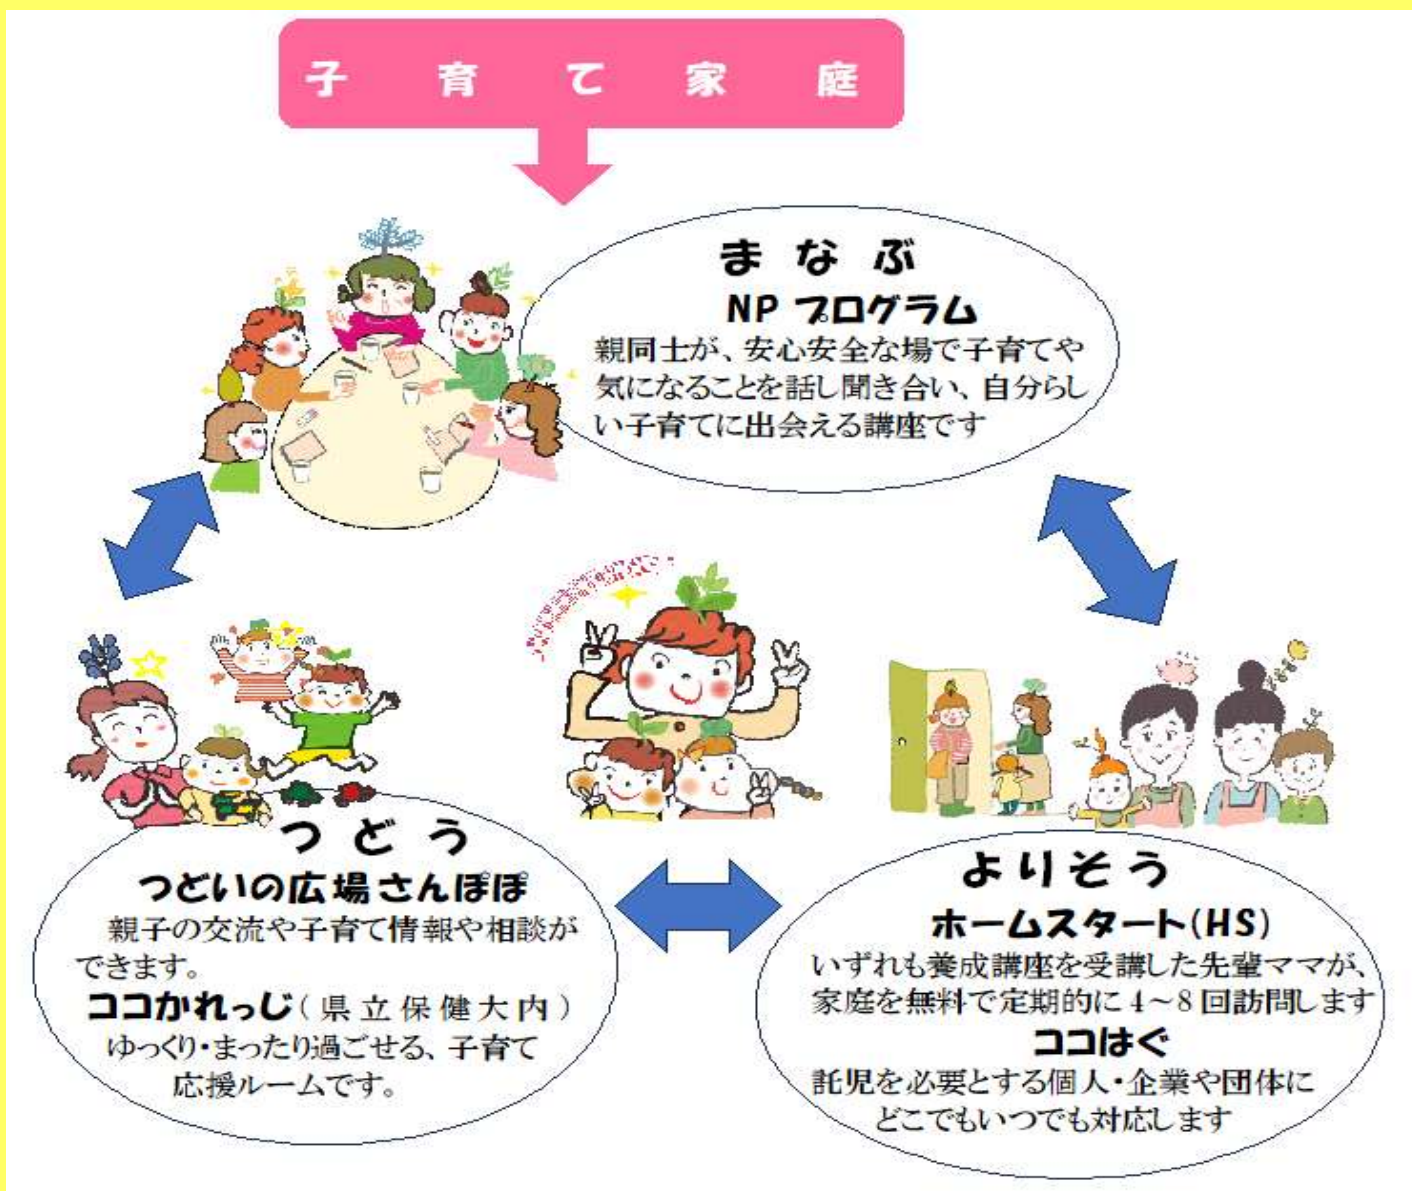 子育て家庭
まなぶ
NPプログラム
親同士が、安心安全な場で子育てや
気になることを話し聞き合い、自分らし
い子育てに出会える講座です
つどう
つどいの広場さんぽぽ
親子の交流や子育て情報や相談が
できます。
ココかれっじ(県立保健大内)
ゆっくり・まったり過ごせる、子育て
応援ルームです。
よりそう
ホームスタート(HS)
いずれも養成講座を受講した先輩ママが、
家庭を無料で定期的に4~8回訪問します
ココはぐ
託児を必要とする個人・企業や団体に
どこでもいつでも対応します